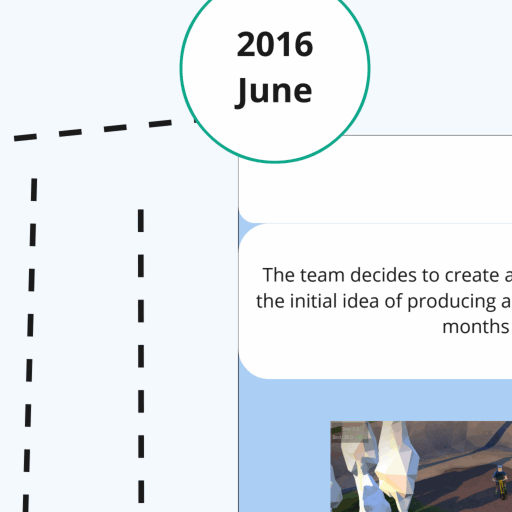 2016
June
The team decides to create a
the initial idea of producing a
months